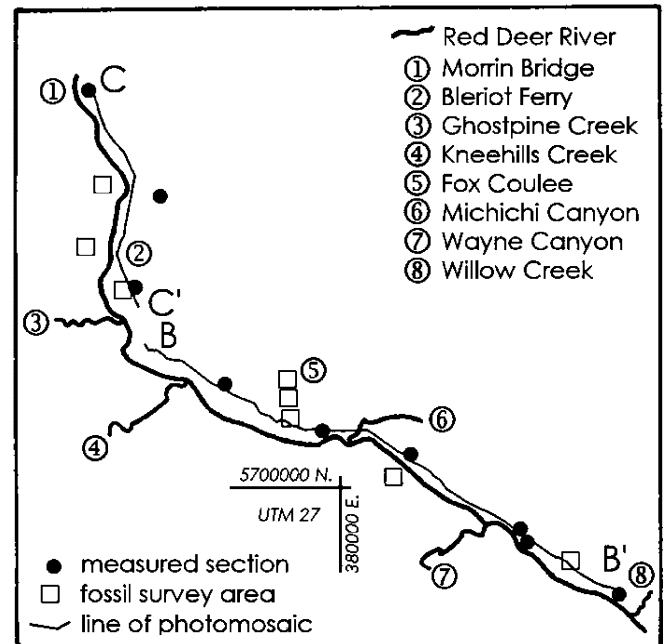 Red Deer River
① Morrin Bridge
② Bleriot Ferry
③ Ghostpine Creek
④ Kneehills Creek
⑤ Fox Coulee
⑥ Michichi Canyon
⑦ Wayne Canyon
⑧ Willow Creek
① C
②
C'
③ B
⑤
④ ⑥
5700000 N.
UTM 27
380000 E.
⑦ B' ⑧
measured section
fossil survey area
line of photomosaic